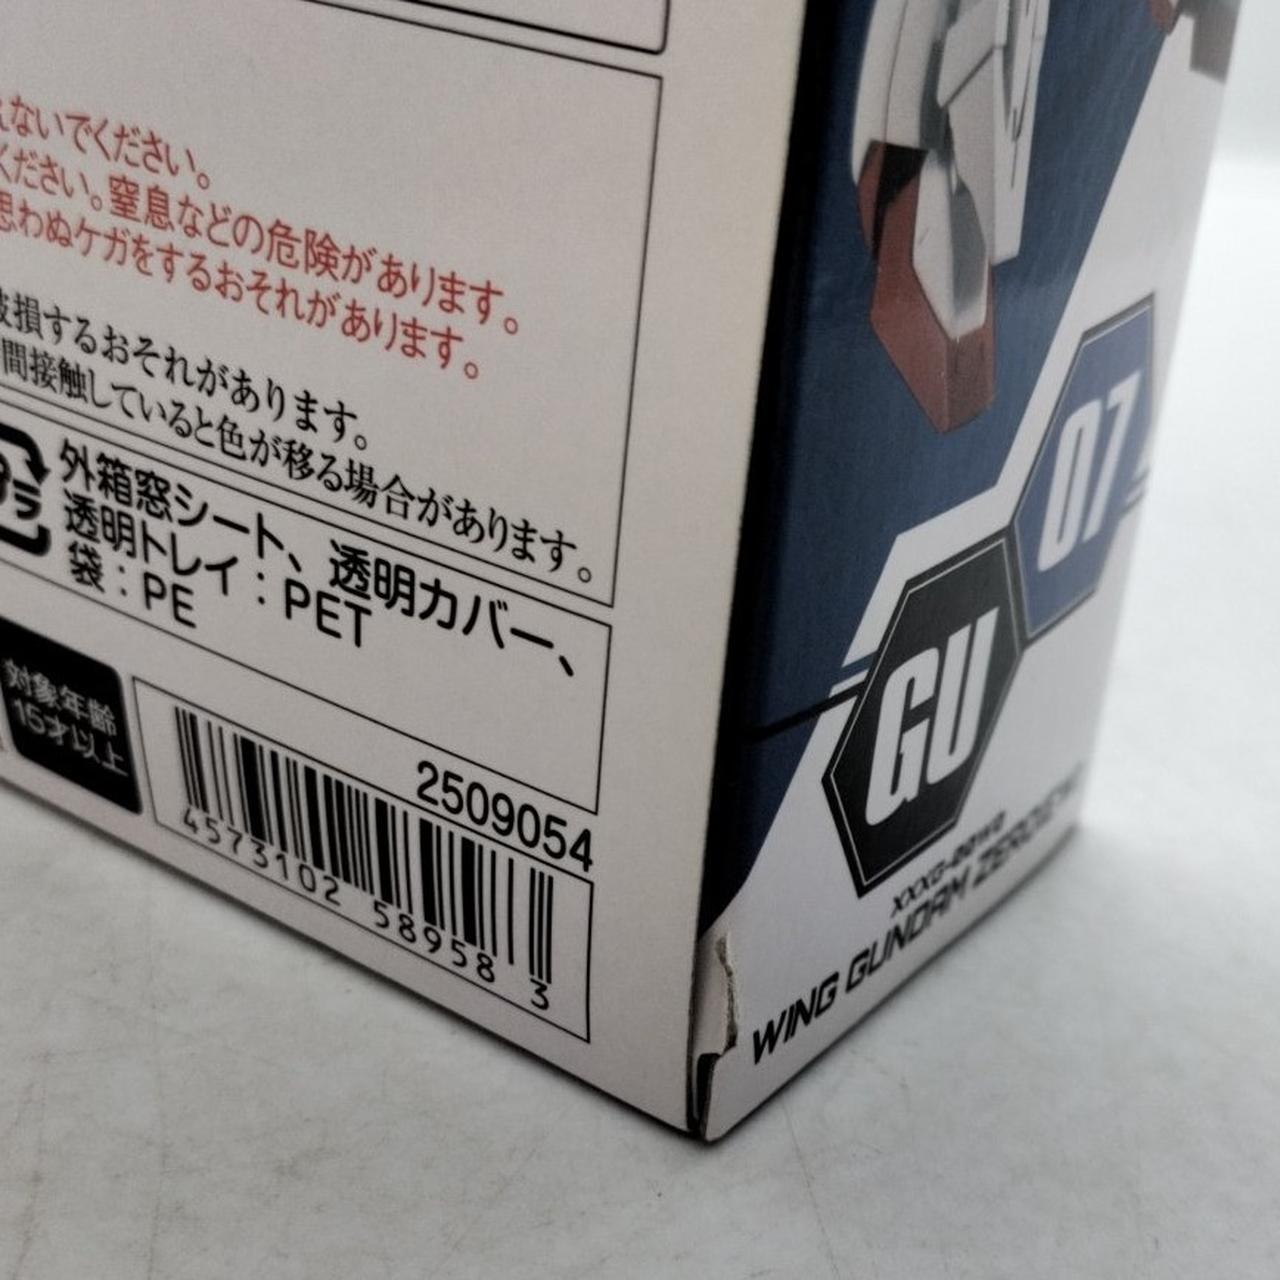 えないでください。
ください。窒息などの危険があります。
思わぬケガをするおそれがあります。
破損するおそれがあります。
間接触していると色が移る場合があります。
プラ
外箱窓シート、透明カバー、
透明トレイ：PET
袋：PE
対象年齢
15才以上
2509054
4573102 58958 3
07
GU
XXXG-00W0
WING GUNDAM ZERO